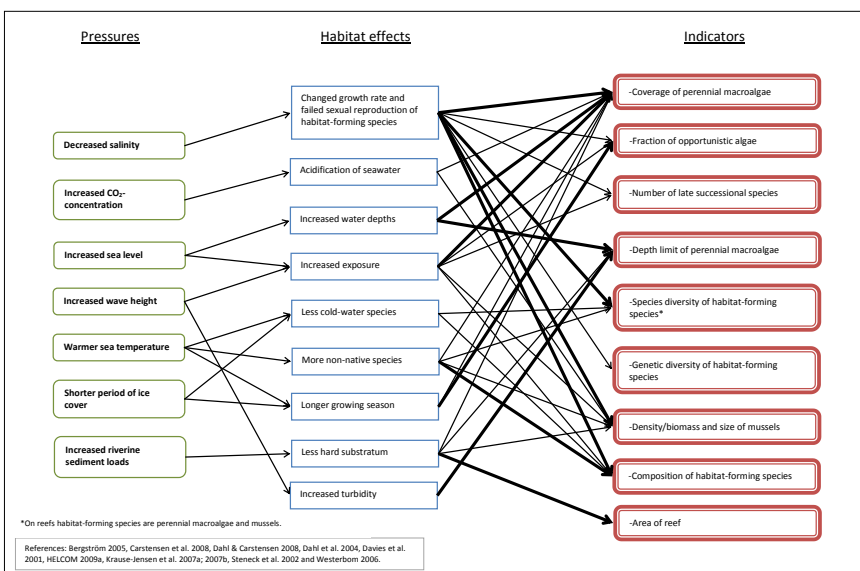 Pressures
Habitat effects
Indicators
Decreased salinity
Increased CO₂-
concentration
Increased sea level
Increased wave height
Warmer sea temperature
Shorter period of ice
cover
Increased riverine
sediment loads
Changed growth rate and
failed sexual reproduction of
habitat-forming species
Acidification of seawater
Increased water depths
Increased exposure
Less cold-water species
More non-native species
Longer growing season
Less hard substratum
Increased turbidity
-Coverage of perennial macroalgae
-Fraction of opportunistic algae
-Number of late successional species
-Depth limit of perennial macroalgae
-Species diversity of habitat-forming
species*
-Genetic diversity of habitat-forming
species
-Density/biomass and size of mussels
-Composition of habitat-forming species
-Area of reef
*On reefs habitat-forming species are perennial macroalgae and mussels.
References: Bergström 2005, Carstensen et al. 2008, Dahl & Carstensen 2008, Dahl et al. 2004, Davies et al.
2001, HELCOM 2009a, Krause-Jensen et al. 2007a; 2007b, Steneck et al. 2002 and Westerbom 2006.